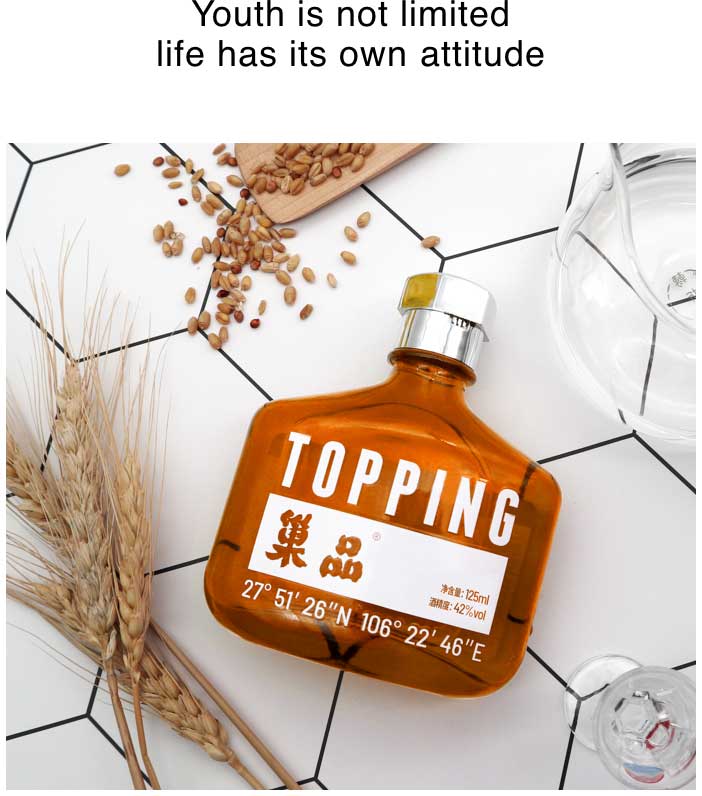 Youth is not limited
life has its own attitude
TOPPING
巢品®
净含量:125ml
酒精度:42%vol
27° 51′ 26″N 106° 22′ 46″E